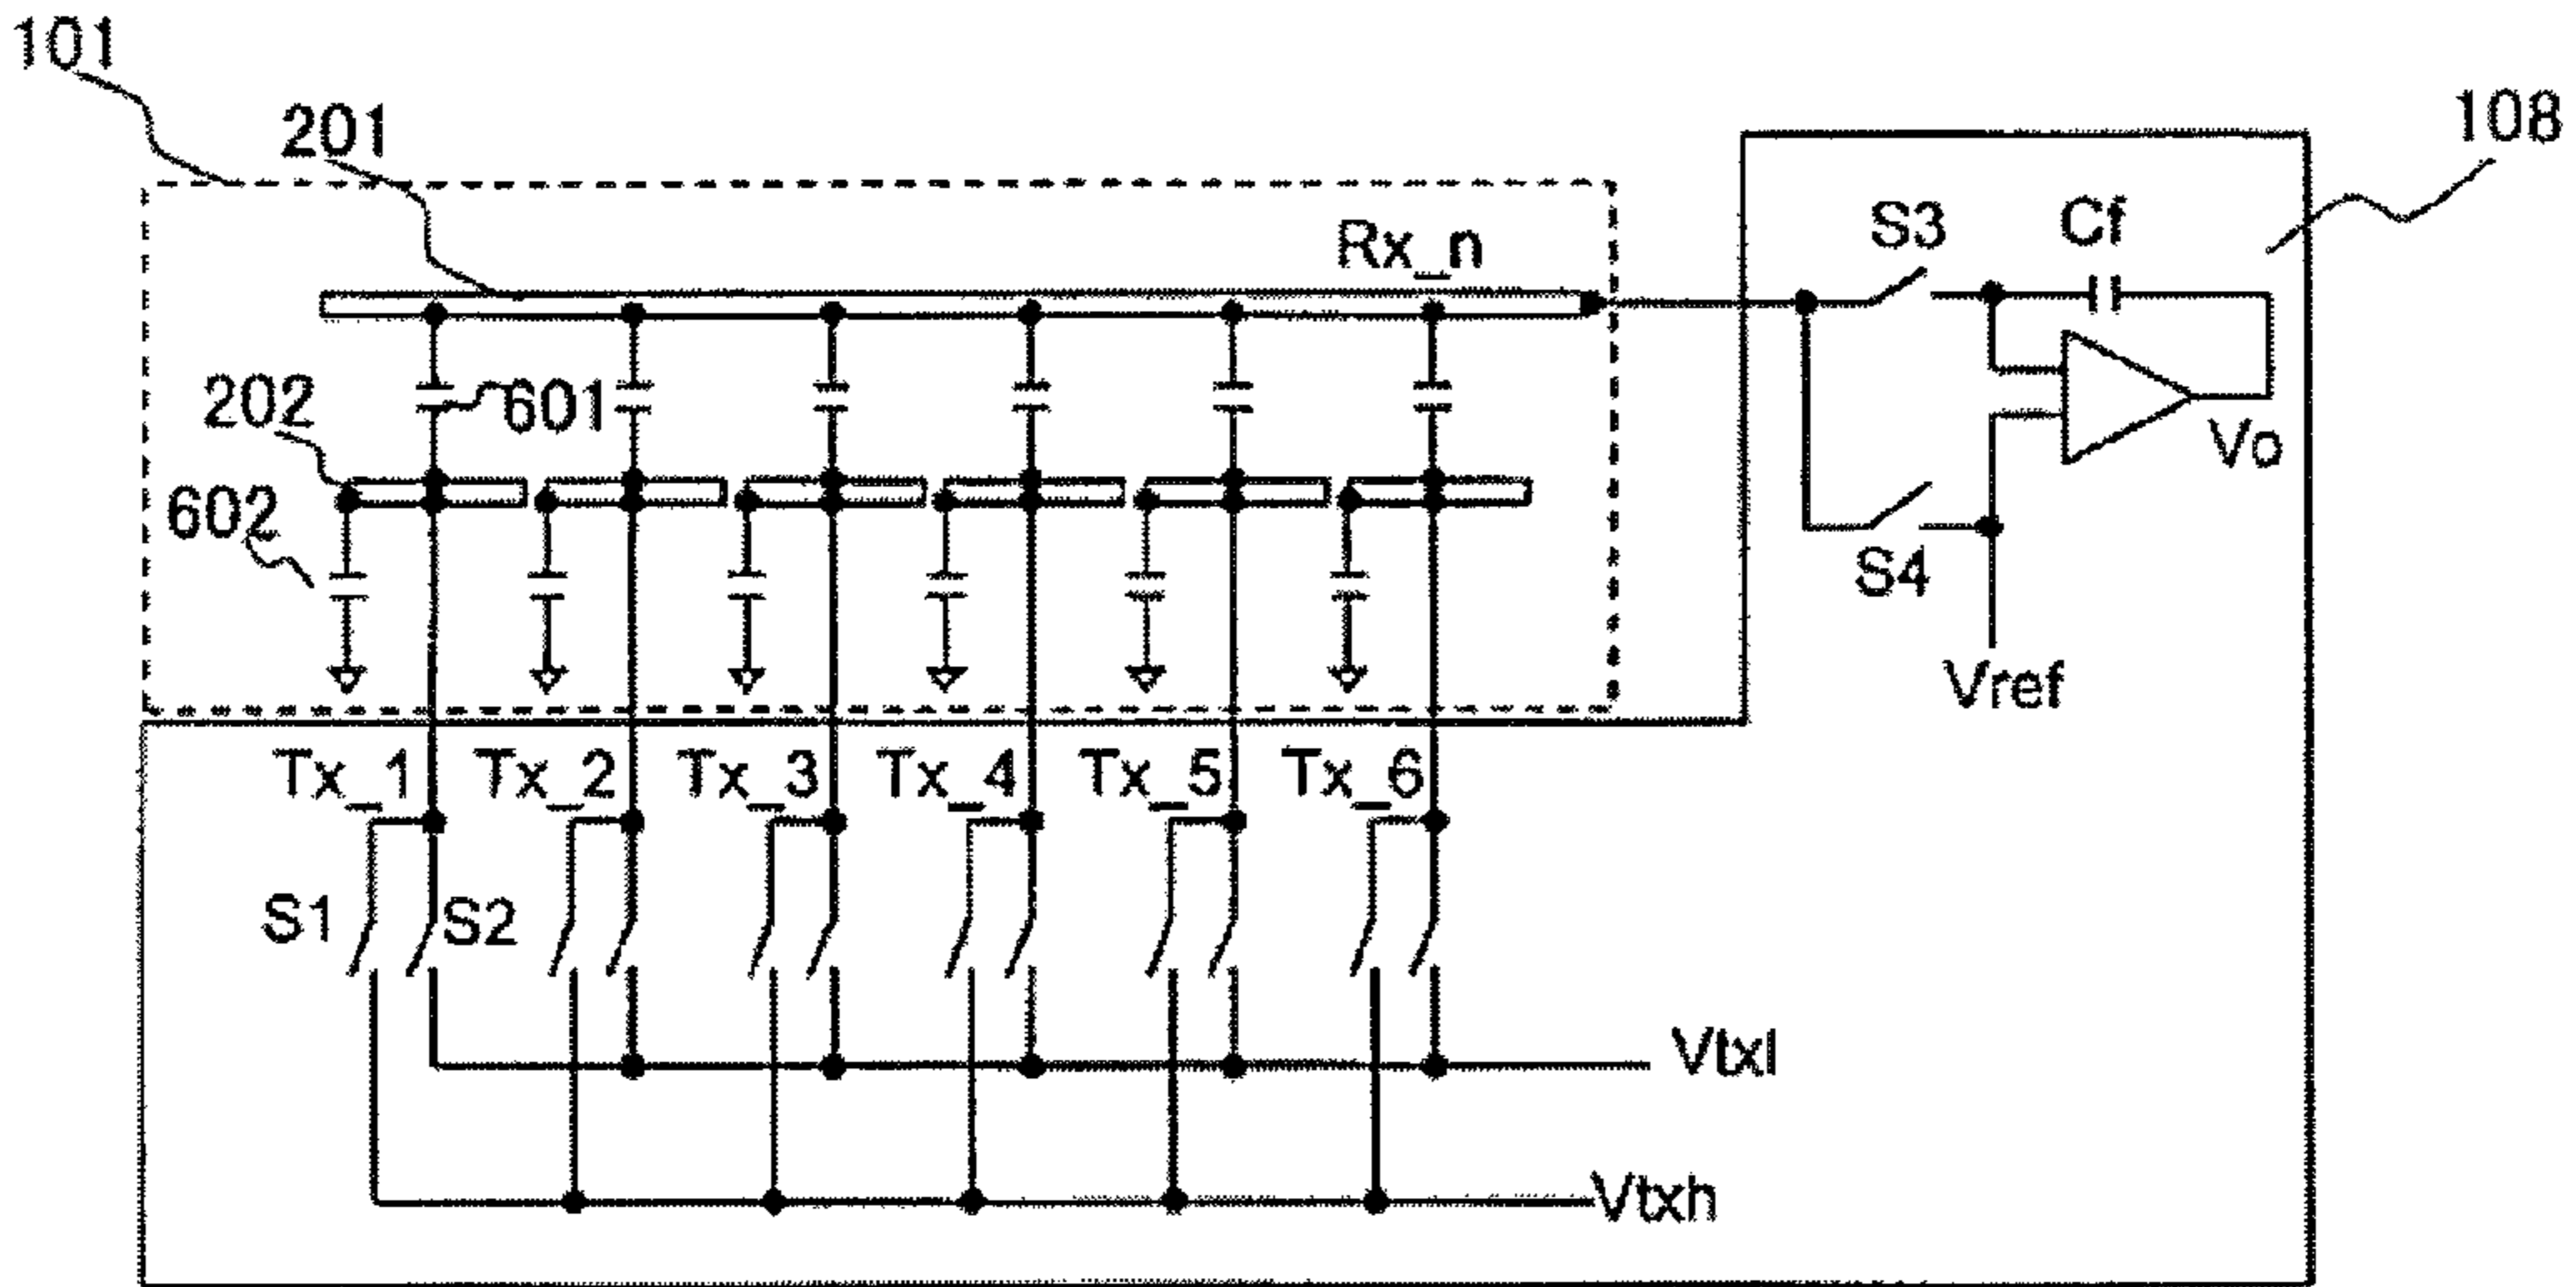 101
201
108
Rx_n
S3
Cf
202
601
Vo
602
S4
Vref
Tx_1
Tx_2
Tx_3
Tx_4
Tx_5
Tx_6
S1
S2
Vtxl
Vtxh